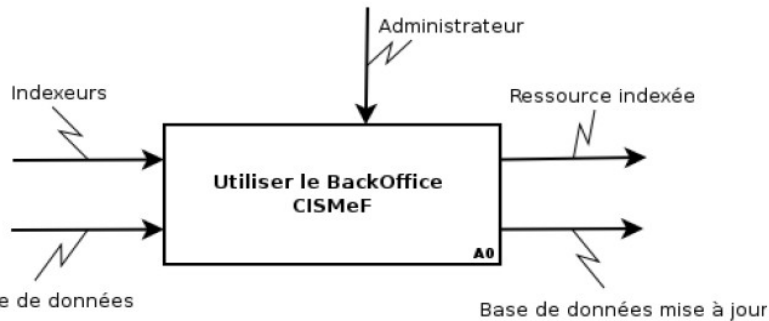 Administrateur
Indexeurs
Ressource indexée
Utiliser le BackOffice
CISMeF
A0
de données
Base de données mise à jour